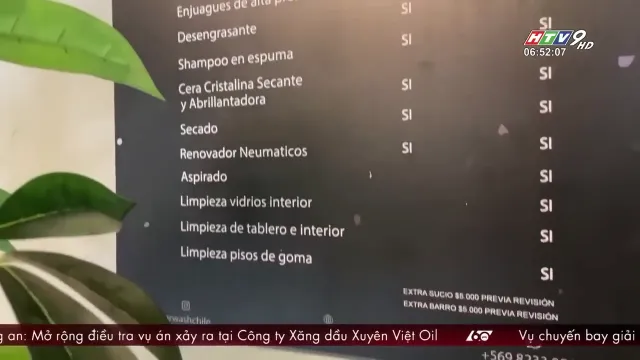 Enjuagues de alta
SI
Desengrasante
SI
SI
HTV9 HD
06:52:07
Shampoo en espuma
SI
Cera Cristalina Secante
y Abrillantadora
SI
SI
Secado
SI
SI
Renovador Neumaticos
SI
SI
Aspirado
SI
Limpieza vidrios interior
SI
Limpieza de tablero e interior
SI
Limpieza pisos de goma
SI
EXTRA SUCIO $5.000 PREVIA REVISIÓN
EXTRA BARRO $5.000 PREVIA REVISIÓN
an: Mở rộng điều tra vụ án xảy ra tại Công ty Xăng dầu Xuyên Việt Oil
60 Vụ chuyến bay giải